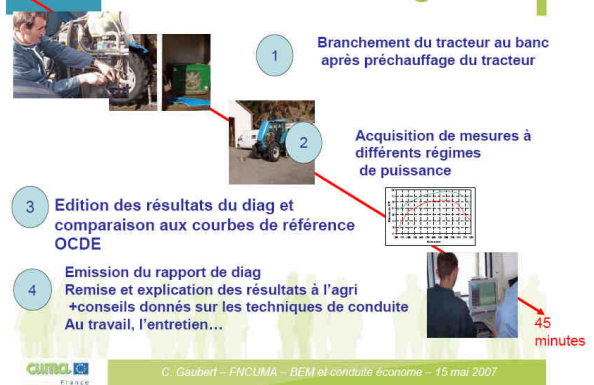 1
Branchement du tracteur au banc
après préchauffage du tracteur
2
Acquisition de mesures à
différents régimes
de puissance
3
Edition des résultats du diag et
comparaison aux courbes de référence
OCDE
4
Emission du rapport de diag
Remise et explication des résultats à l'agri
+conseils donnés sur les techniques de conduite
Au travail, l'entretien…
45
minutes
cuma
France
C. Gaubert – FNCUMA – BEM et conduite économe – 15 mai 2007